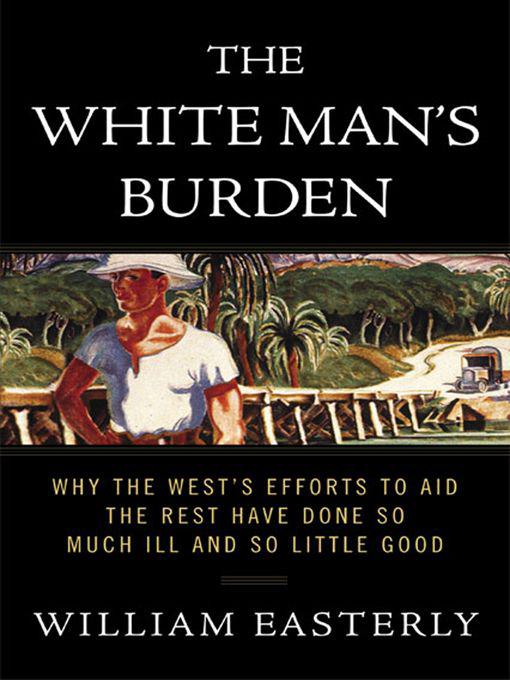 THE
WHITE MAN'S
BURDEN
WHY THE WEST'S EFFORTS TO AID
THE REST HAVE DONE SO
MUCH ILL AND SO LITTLE GOOD
WILLIAM EASTERLY